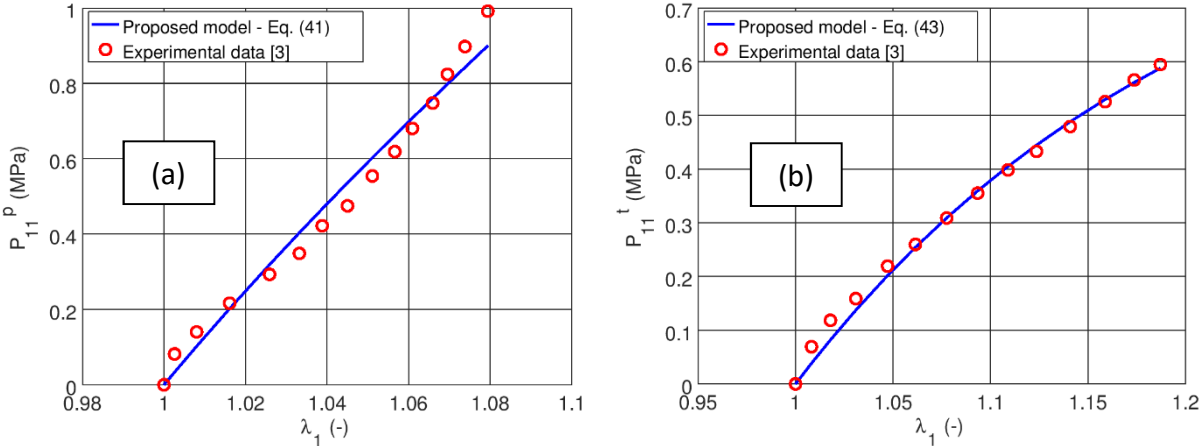 Proposed model - Eq. (41)
Experimental data [3]
(a)
P₁₁ᵖ (MPa)
1
0.8
0.6
0.4
0.2
0
0.98
1
1.02
1.04
1.06
1.08
1.1
λ₁ (-)
Proposed model - Eq. (43)
Experimental data [3]
(b)
P₁₁ᵗ (MPa)
0.7
0.6
0.5
0.4
0.3
0.2
0.1
0
0.95
1
1.05
1.1
1.15
1.2
λ₁ (-)